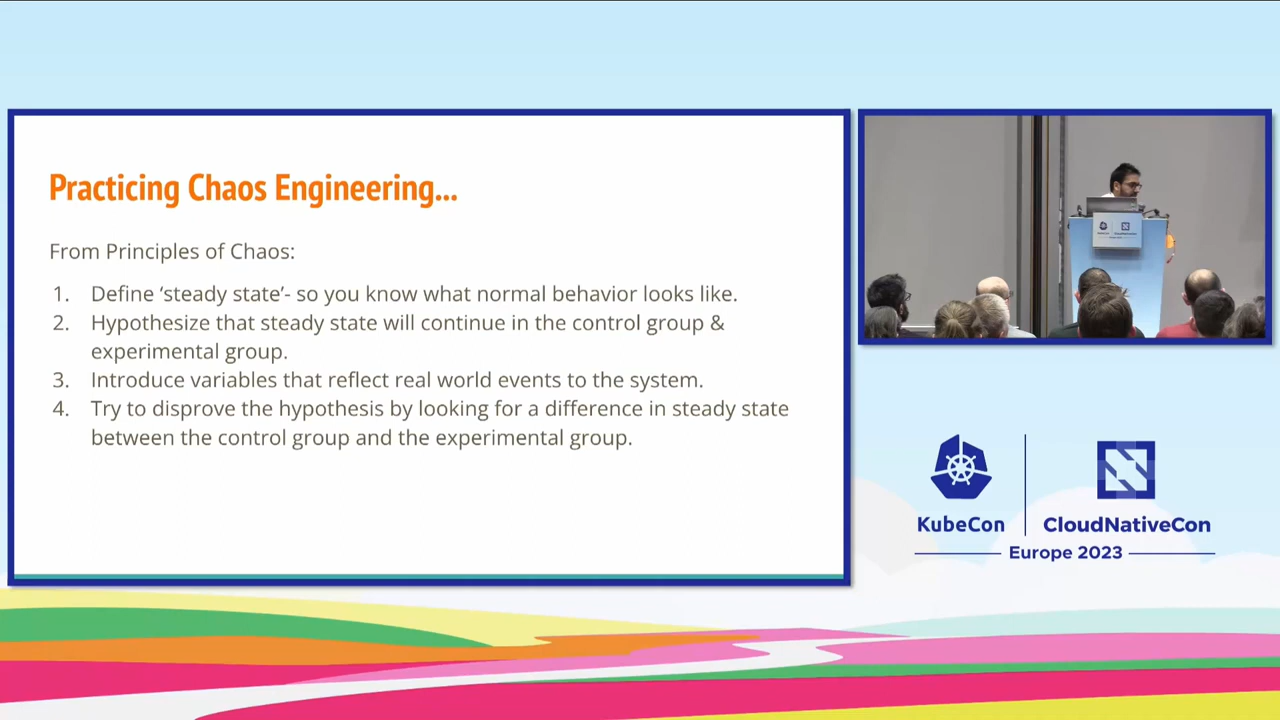 Practicing Chaos Engineering...
From Principles of Chaos:
1. Define ‘steady state’- so you know what normal behavior looks like.
2. Hypothesize that steady state will continue in the control group &
experimental group.
3. Introduce variables that reflect real world events to the system.
4. Try to disprove the hypothesis by looking for a difference in steady state
between the control group and the experimental group.
KubeCon
CloudNativeCon
Europe 2023